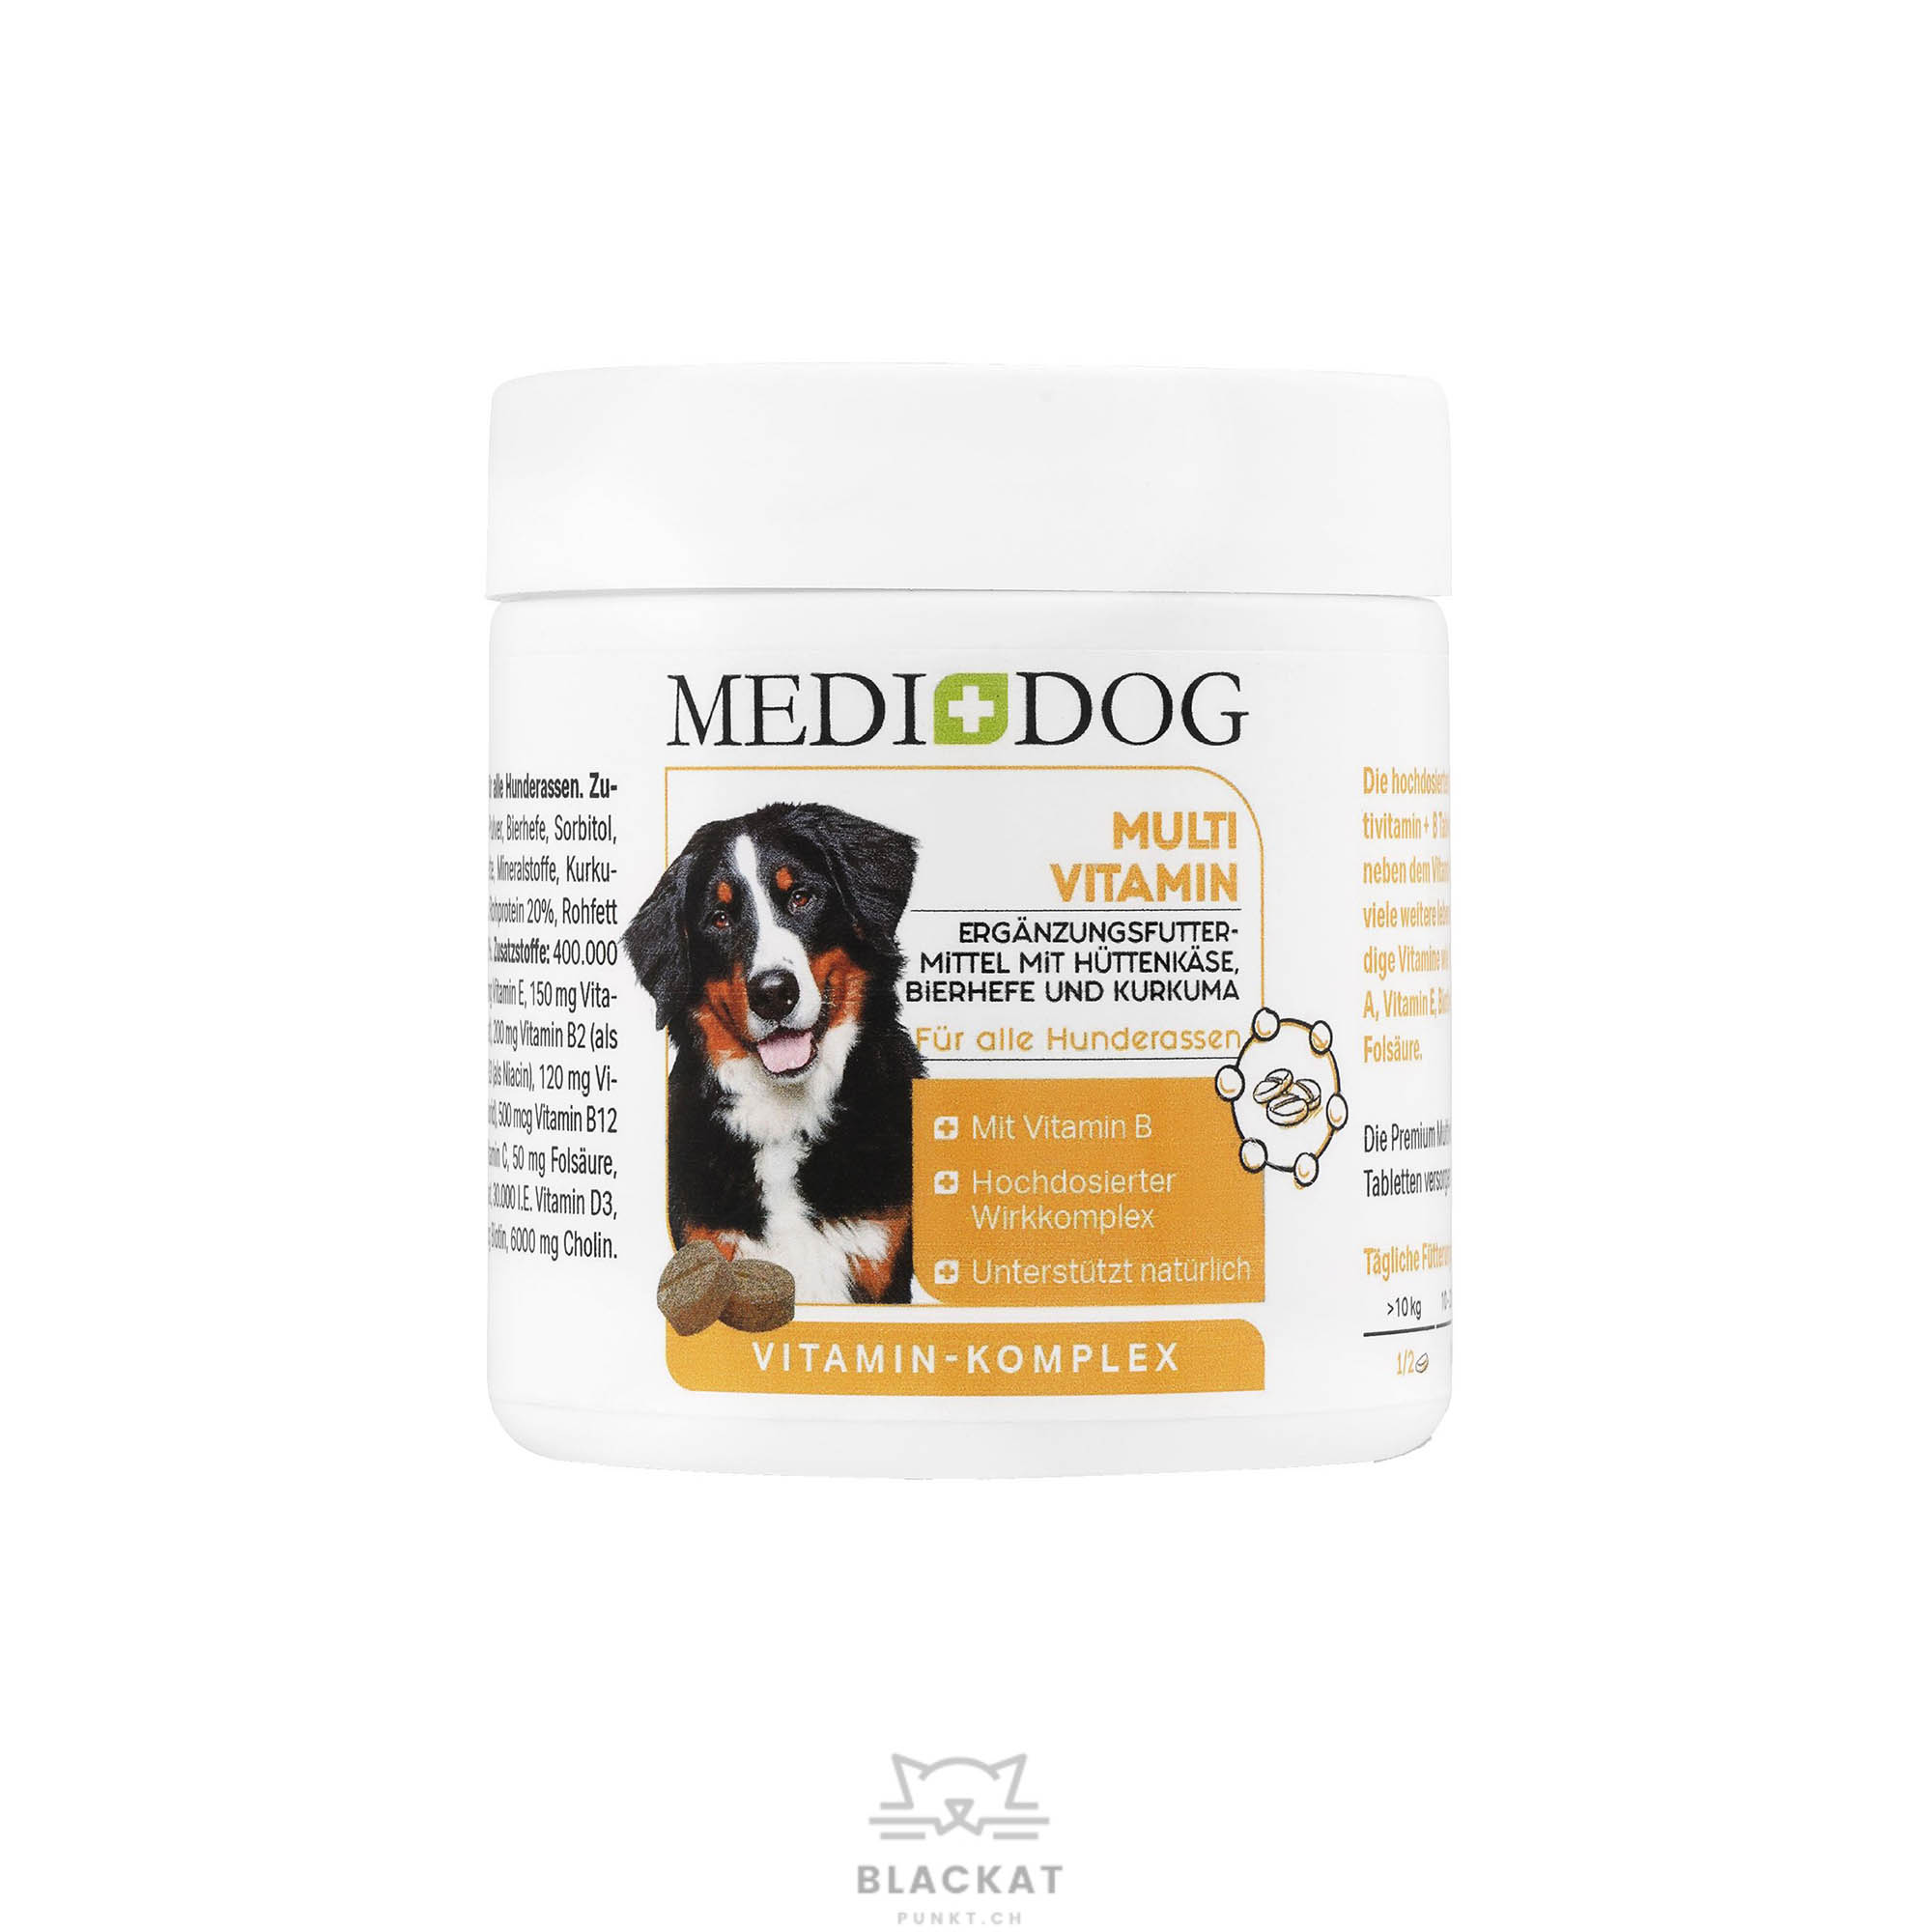 MEDI DOG
MULTI
VITAMIN
ERGÄNZUNGSFUTTER-
MITTEL MIT HÜTTENKÄSE,
BIERHEFE UND KURKUMA
Für alle Hunderassen
Mit Vitamin B
Hochdosierter
Wirkkomplex
Unterstützt natürlich
VITAMIN-KOMPLEX
alle Hunderassen. Zu-
Bierhefe, Sorbitol,
Mineralstoffe, Kurku-
Rohprotein 20%, Rohfett
Zusatzstoffe: 400.000
Vitamin E, 150 mg Vita-
200 mg Vitamin B2 (als
(als Niacin), 120 mg Vi-
500 mcg Vitamin B12
C, 50 mg Folsäure,
30.000 I.E. Vitamin D3,
Biotin, 6000 mg Cholin.
Die hochdosierten
tivitamin + B
neben dem
viele weitere
dige Vitamine
A, Vitamin E,
Folsäure.
Die Premium
Tabletten
Tägliche
>10 kg
1/2
BLACKAT
PUNKT.CH